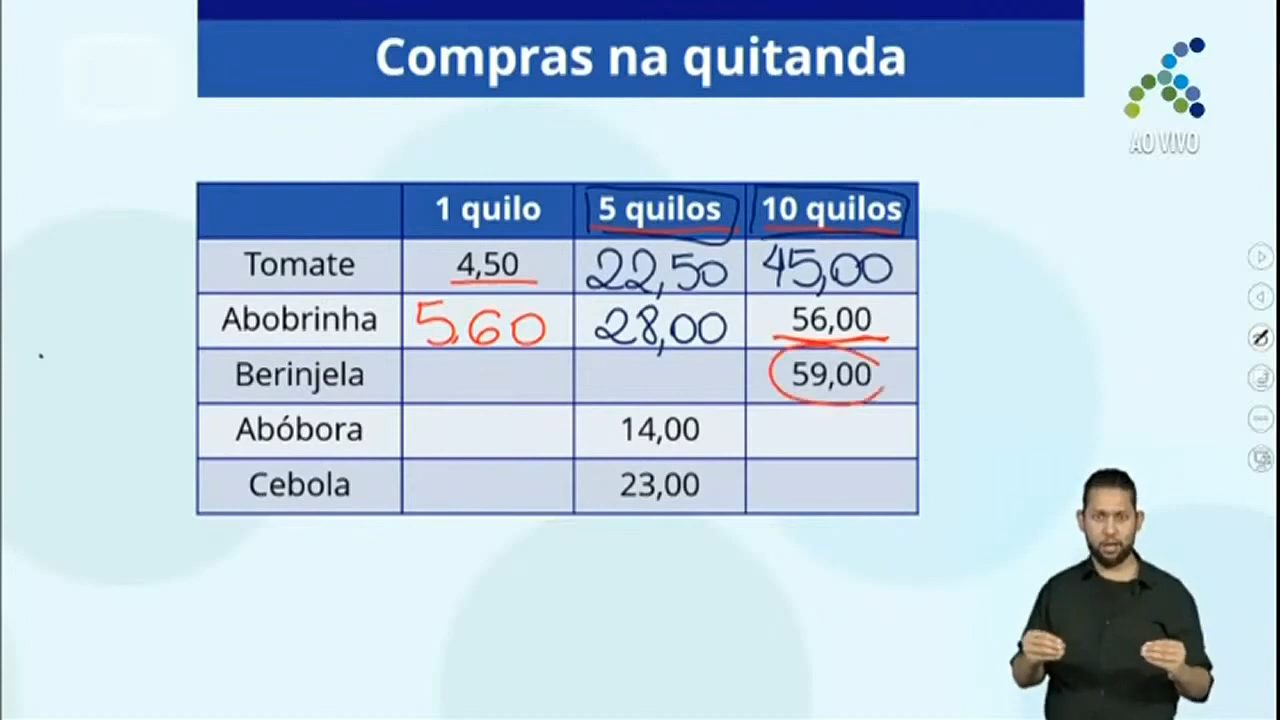 Compras na quitanda
AO VIVO
1 quilo 5 quilos 10 quilos
Tomate 4,50 22,50 45,00
Abobrinha 5,60 28,00 56,00
Berinjela 59,00
Abóbora 14,00
Cebola 23,00